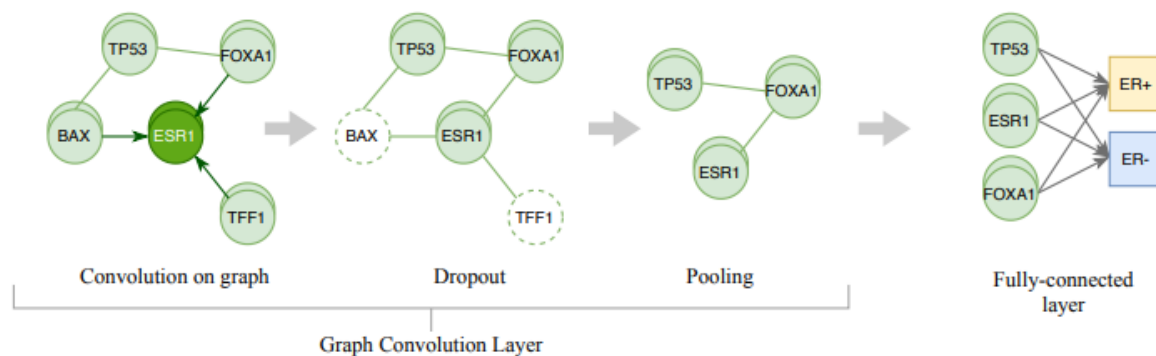 TP53
FOXA1
BAX
ESR1
TFF1
Convolution on graph
TP53
FOXA1
BAX
ESR1
TFF1
Dropout
TP53
FOXA1
ESR1
Pooling
Graph Convolution Layer
TP53
ESR1
FOXA1
ER+
ER-
Fully-connected
layer